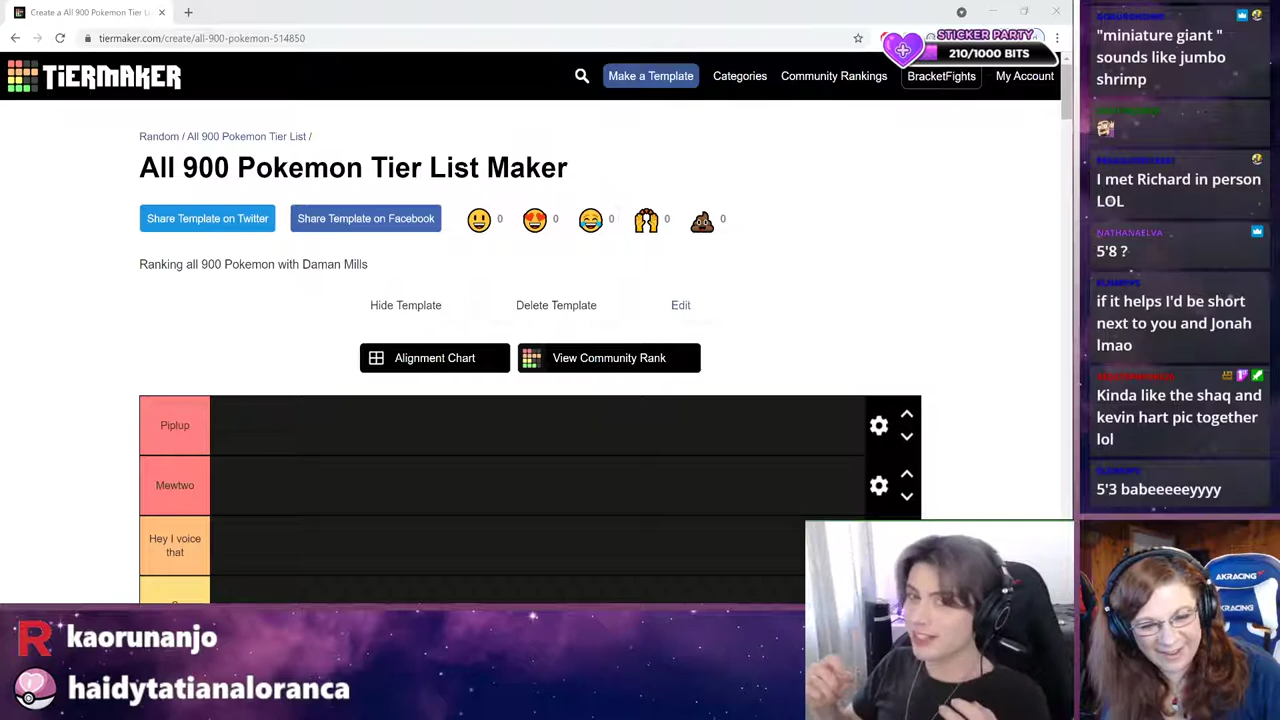 Create a All 900 Pokemon Tier Li
tiermaker.com/create/all-900-pokemon-514850
STICKER PARTY
210/1000 BITS
TIERMAKER
Make a Template
Categories
Community Rankings
BracketFights
My Account
Random / All 900 Pokemon Tier List /
All 900 Pokemon Tier List Maker
Share Template on Twitter
Share Template on Facebook
0
0
0
0
0
Ranking all 900 Pokemon with Daman Mills
Hide Template
Delete Template
Edit
Alignment Chart
View Community Rank
Piplup
Mewtwo
Hey I voice
that
"miniature giant "
sounds like jumbo
shrimp
I met Richard in person
LOL
NATHANAELVA
5'8 ?
if it helps I'd be short
next to you and Jonah
lmao
Kinda like the shaq and
kevin hart pic together
lol
5'3 babeeeeeyyyy
AKRACING
AKRACING
R kaorunanjo
haidytatianaloranca